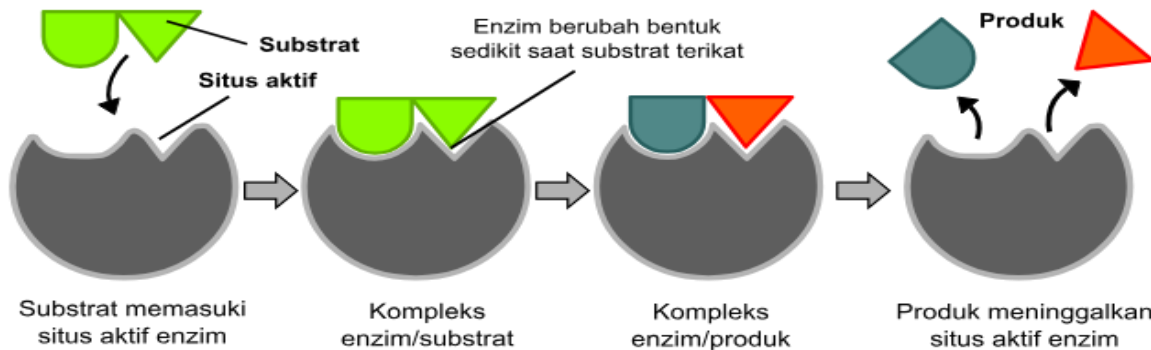 Substrat
Situs aktif
Enzim berubah bentuk
sedikit saat substrat terikat
Produk
Substrat memasuki
situs aktif enzim
Kompleks
enzim/substrat
Kompleks
enzim/produk
Produk meninggalkan
situs aktif enzim